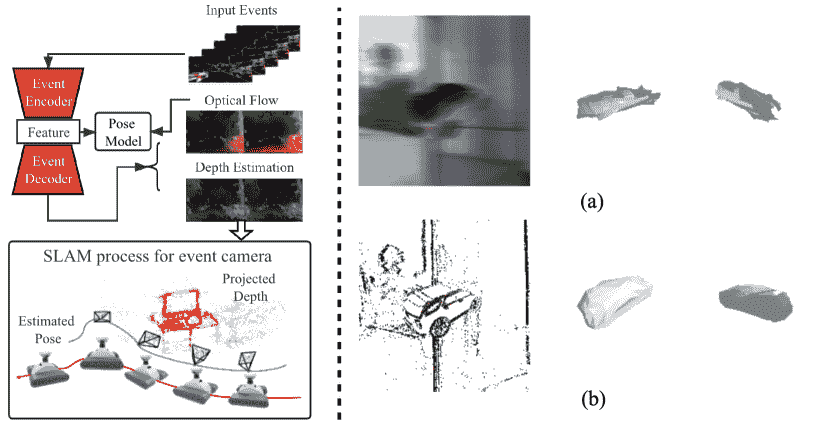 Input Events
Event
Encoder
Optical Flow
Feature
Pose
Model
Event
Decoder
Depth Estimation
SLAM process for event camera
Projected
Depth
Estimated
Pose
(a)
(b)